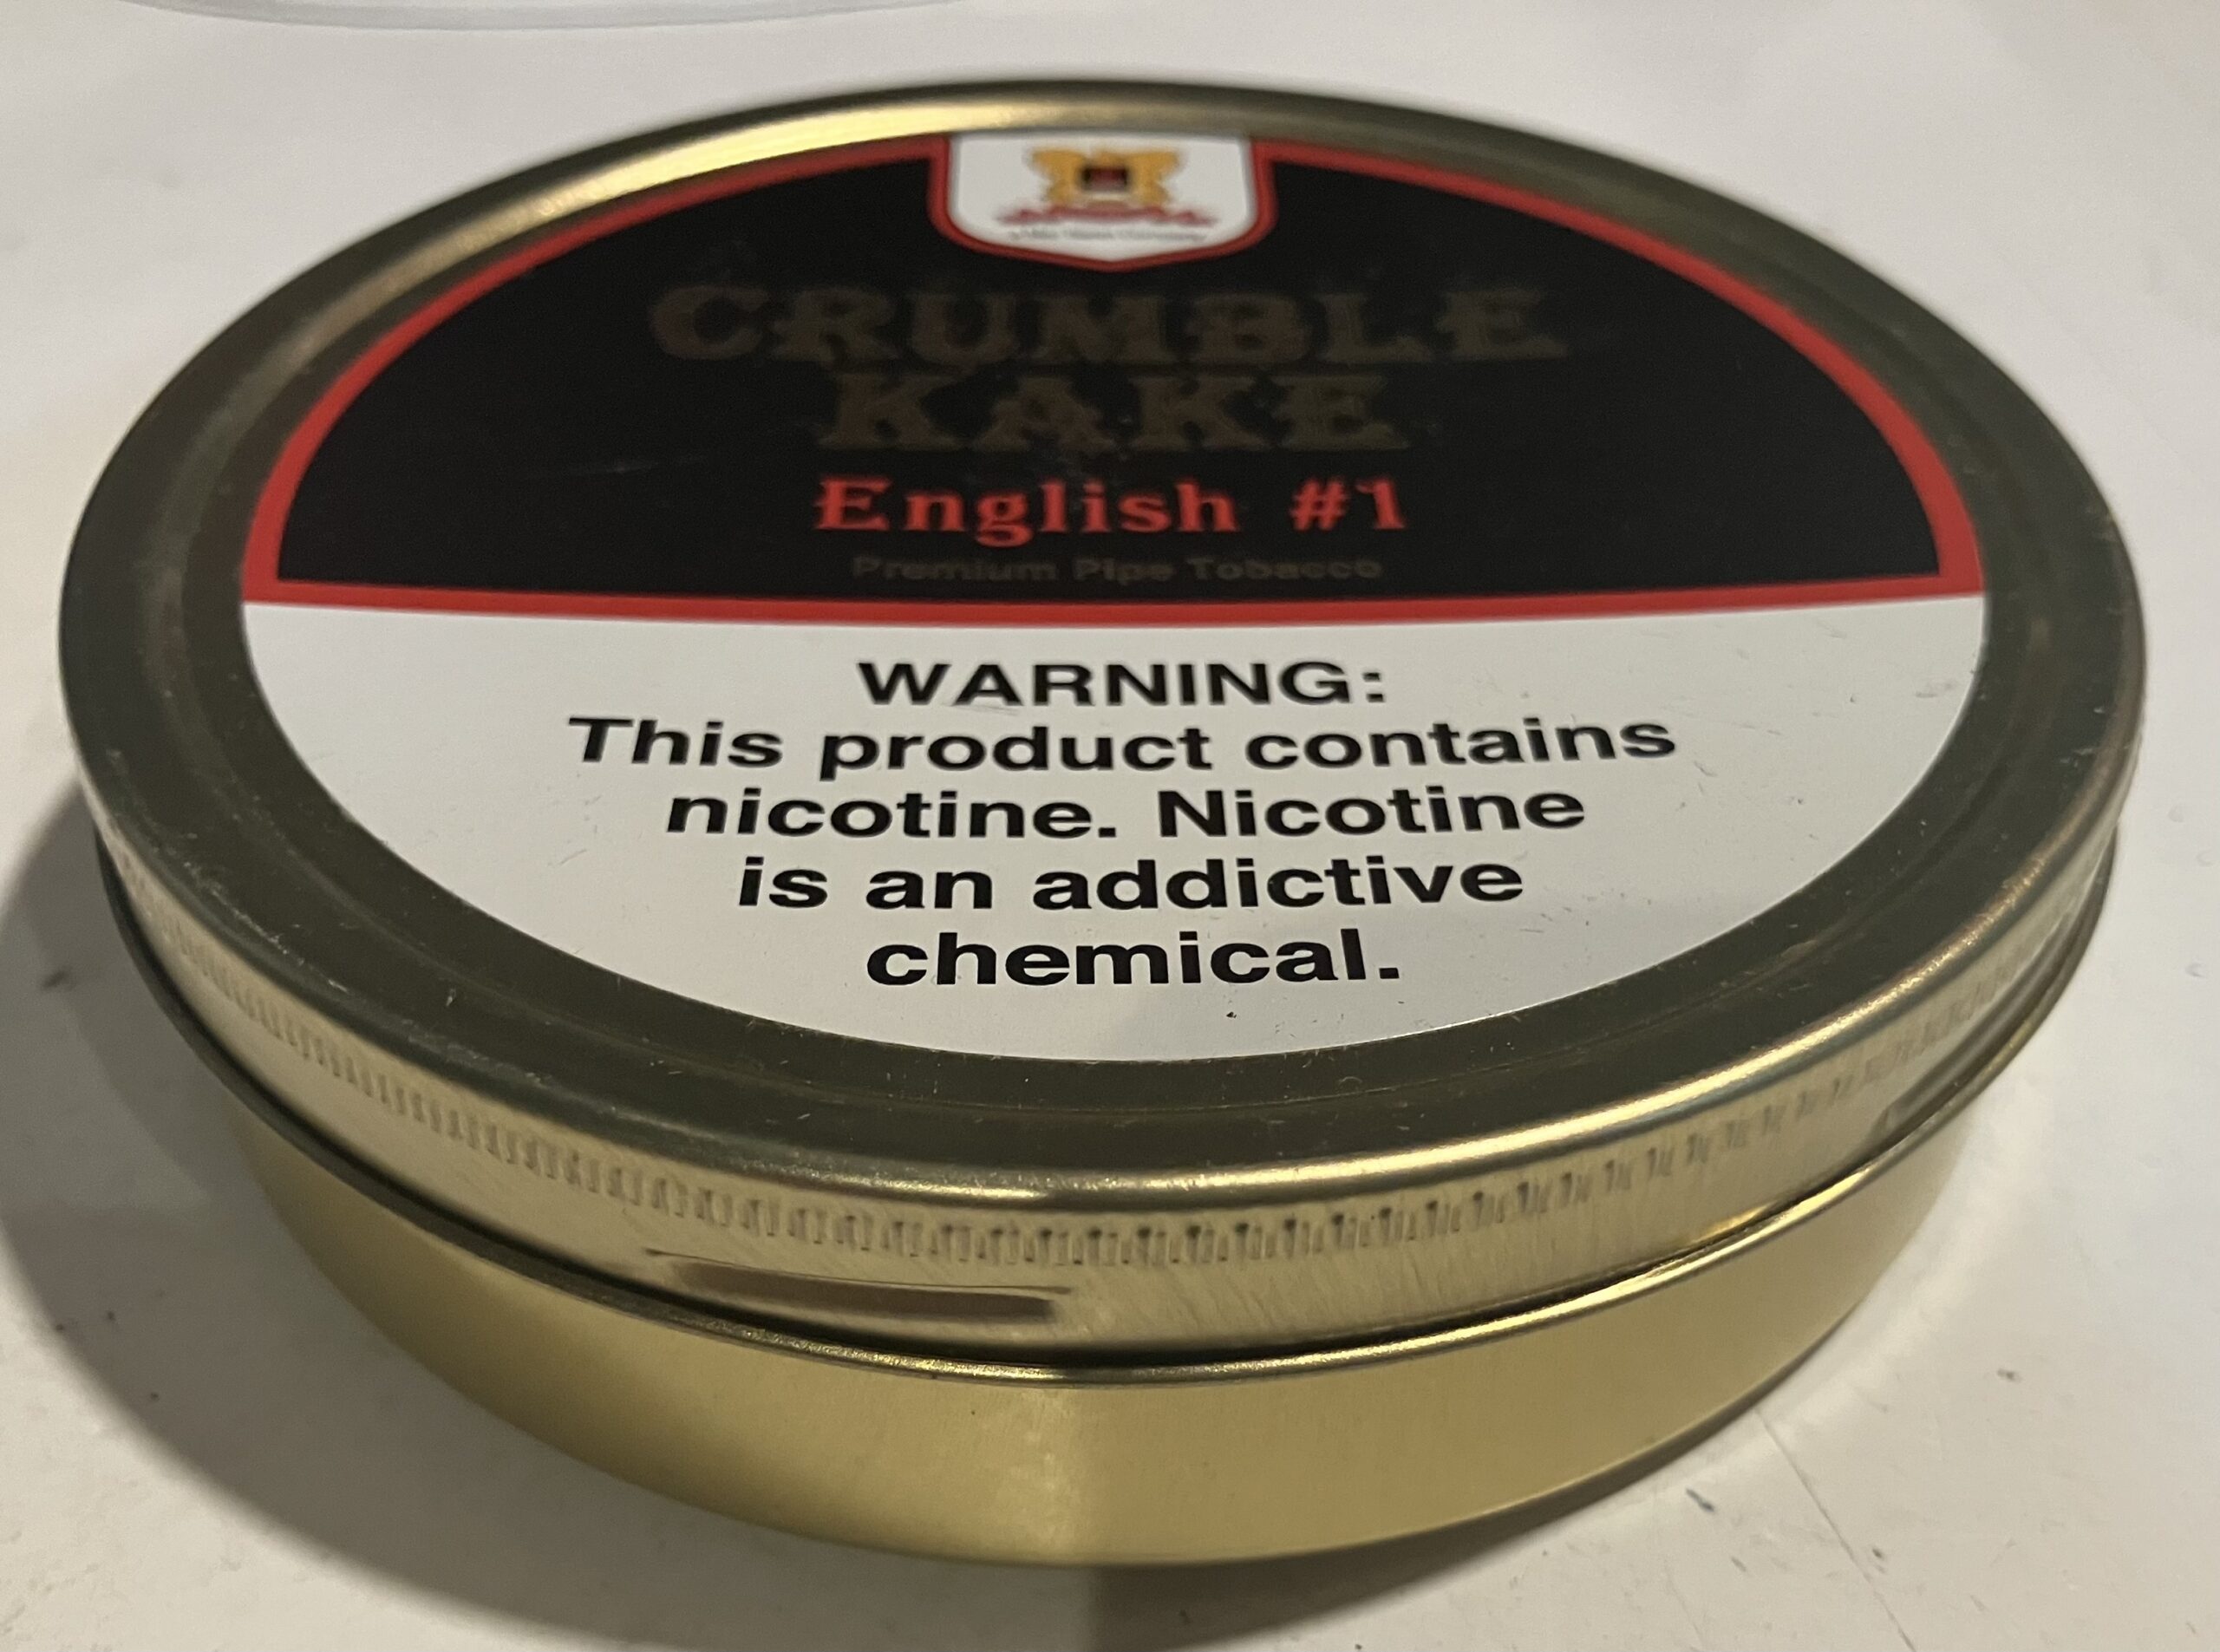 CRUMBLE
KAKE
English #1
Premium Pipe Tobacco
WARNING:
This product contains
nicotine. Nicotine
is an addictive
chemical.